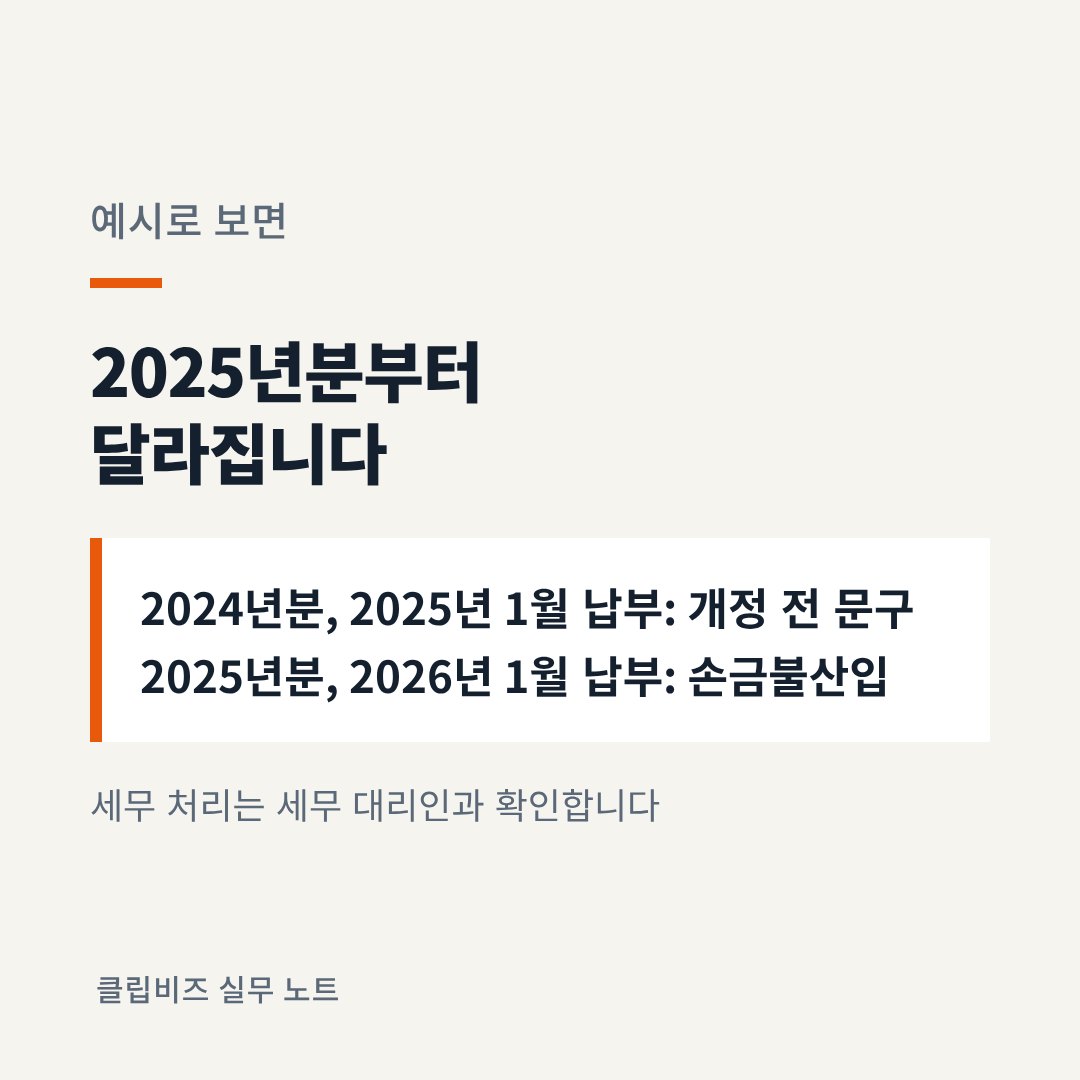 예시로 보면
2025년분부터
달라집니다
2024년분, 2025년 1월 납부: 개정 전 문구
2025년분, 2026년 1월 납부: 손금불산입
세무 처리는 세무 대리인과 확인합니다
클립비즈 실무 노트